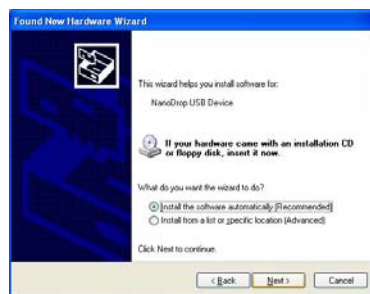 Found New Hardware Wizard
This wizard helps you install software for:
NanoDrop USB Device
If your hardware came with an installation CD
or floppy disk, insert it now.
What do you want the wizard to do?
Install the software automatically (Recommended)
Install from a list or specific location (Advanced)
Click Next to continue.
< Back Next > Cancel